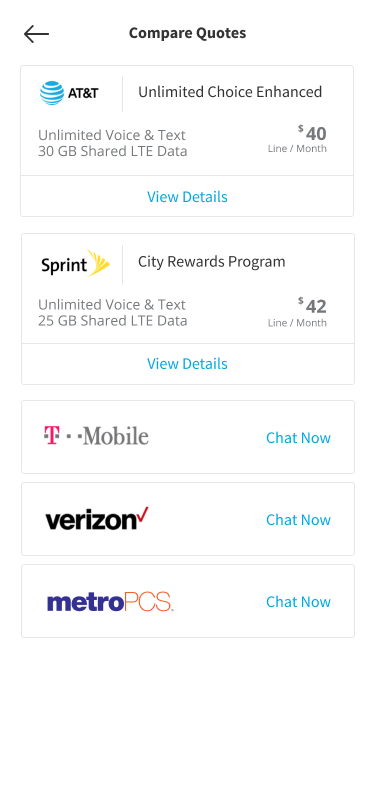 Compare Quotes
AT&T
Unlimited Choice Enhanced
Unlimited Voice & Text
30 GB Shared LTE Data
$40
Line / Month
View Details
Sprint
City Rewards Program
Unlimited Voice & Text
25 GB Shared LTE Data
$42
Line / Month
View Details
T··Mobile
Chat Now
verizon
Chat Now
metroPCS.
Chat Now